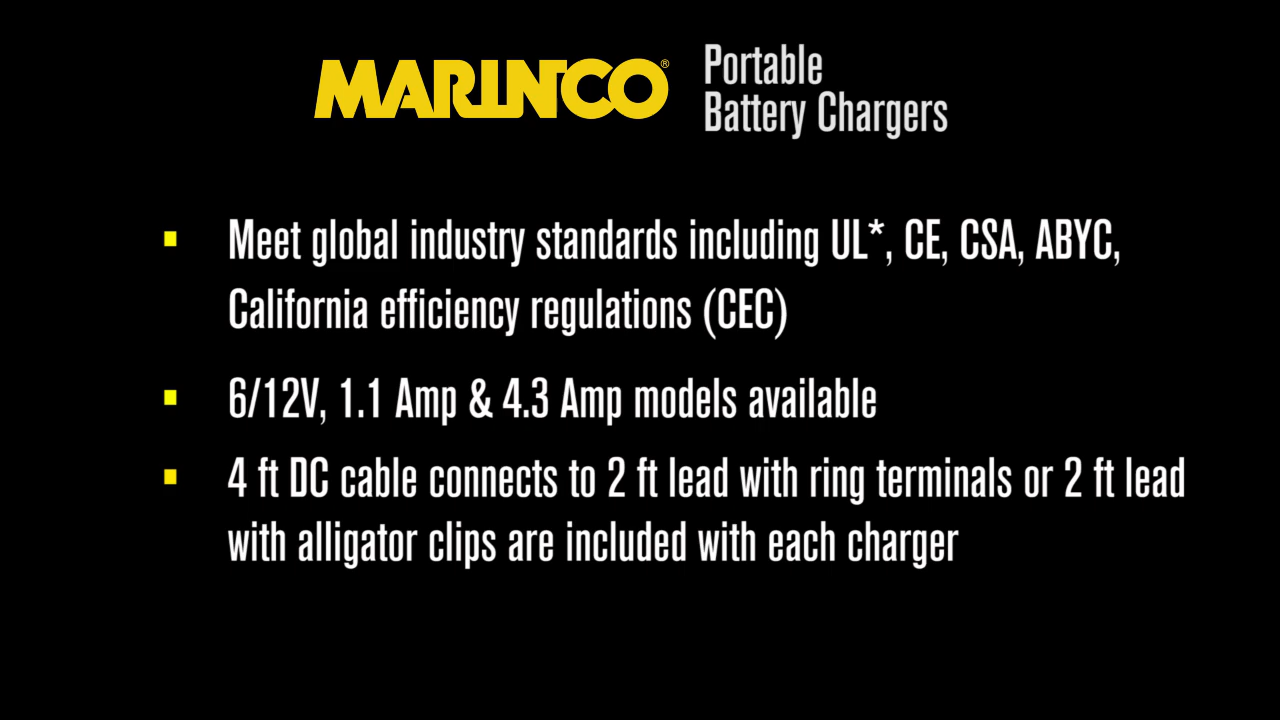 MARINCO®
Portable
Battery Chargers
▪ Meet global industry standards including UL*, CE, CSA, ABYC,
California efficiency regulations (CEC)
▪ 6/12V, 1.1 Amp & 4.3 Amp models available
▪ 4 ft DC cable connects to 2 ft lead with ring terminals or 2 ft lead
with alligator clips are included with each charger